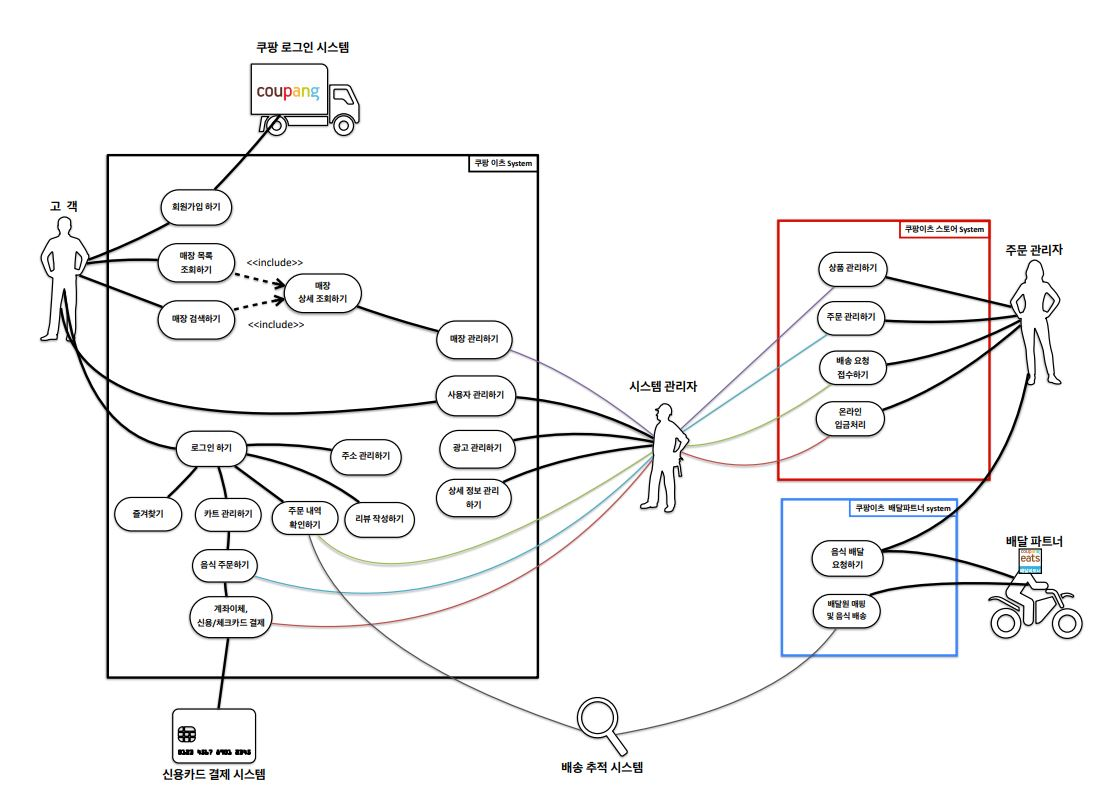 쿠팡 로그인 시스템
coupang
쿠팡 이츠 System
고 객
회원가입 하기
매장 목록
조회하기
<<include>>
매장
상세 조회하기
매장 검색하기
<<include>>
매장 관리하기
사용자 관리하기
광고 관리하기
상세 정보 관리
하기
로그인 하기
주소 관리하기
즐겨찾기
카트 관리하기
주문 내역
확인하기
리뷰 작성하기
음식 주문하기
계좌이체,
신용/체크카드 결제
신용카드 결제 시스템
시스템 관리자
배송 추적 시스템
쿠팡이츠 스토어 System
상품 관리하기
주문 관리하기
배송 요청
접수하기
온라인
입금처리
주문 관리자
쿠팡이츠 배달파트너 system
음식 배달
요청하기
배달원 매핑
및 음식 배송
배달 파트너
coupang
eats